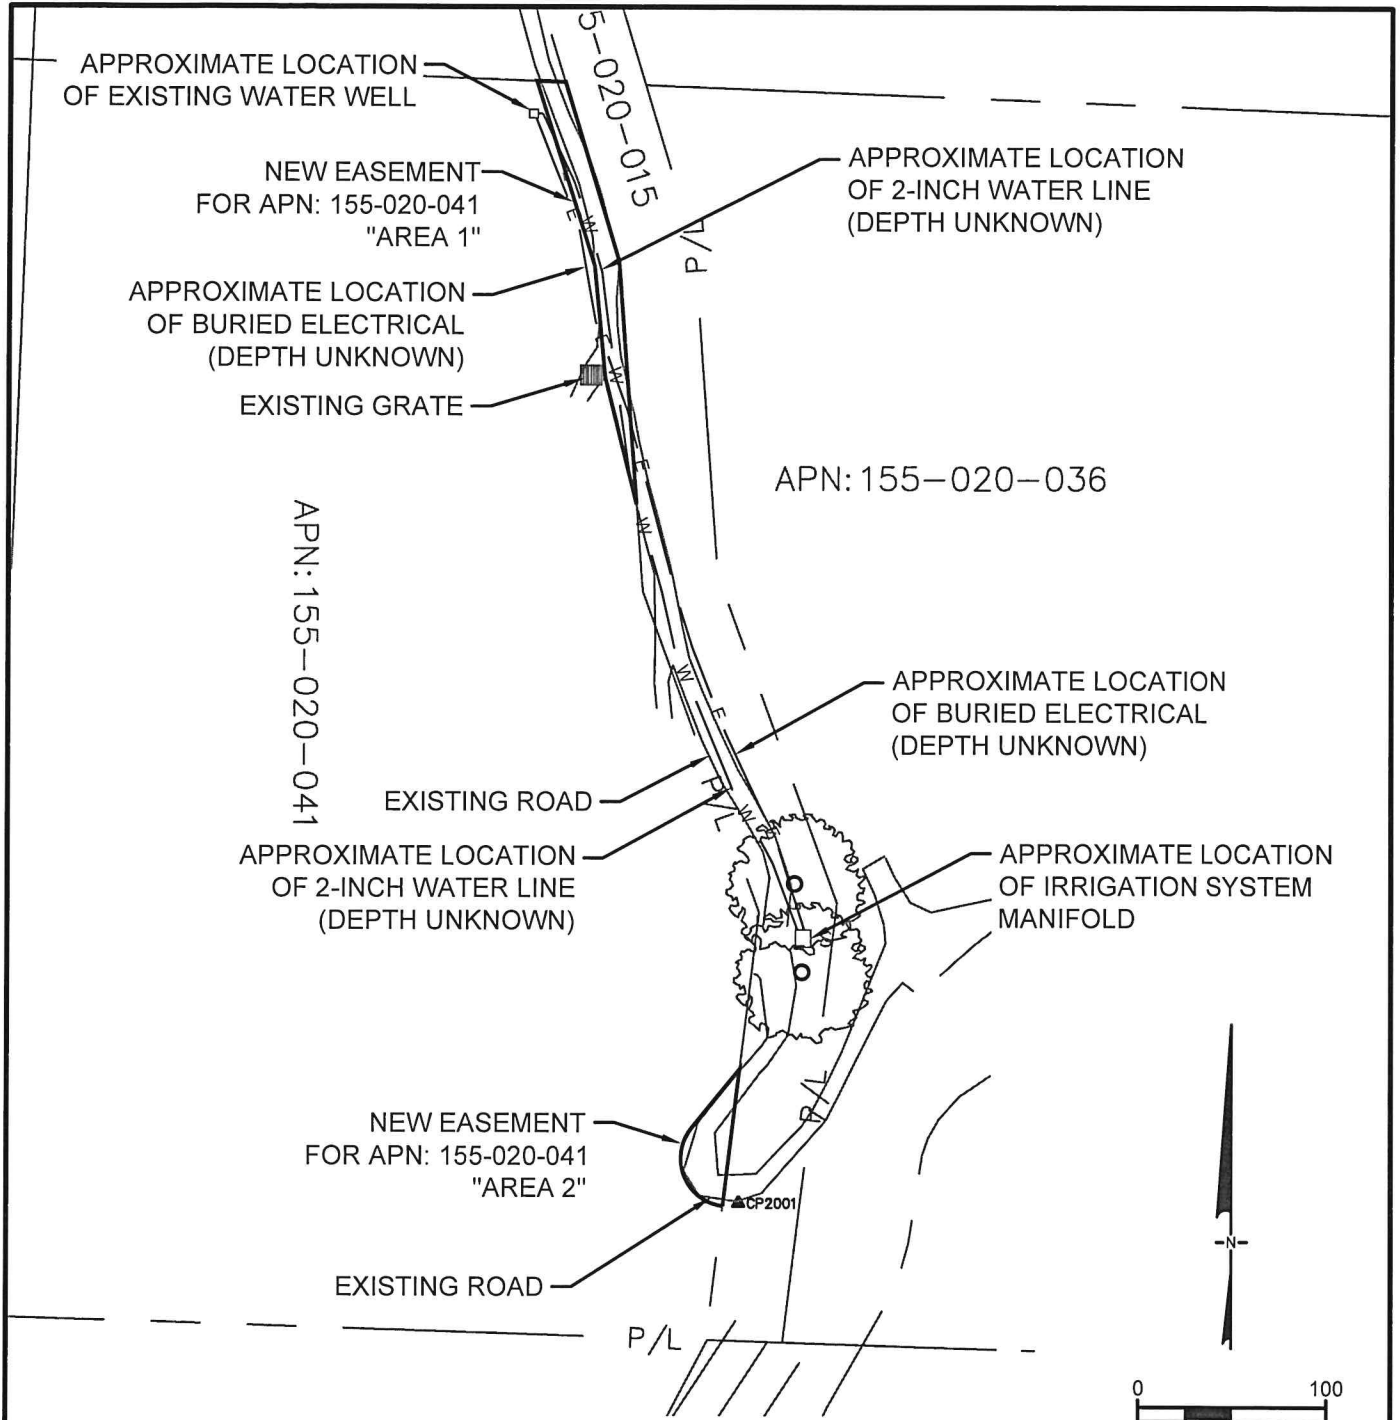 APPROXIMATE LOCATION
OF EXISTING WATER WELL
5-020-015
NEW EASEMENT
FOR APN: 155-020-041
"AREA 1"
APPROXIMATE LOCATION
OF 2-INCH WATER LINE
(DEPTH UNKNOWN)
E
W
P/L
APPROXIMATE LOCATION
OF BURIED ELECTRICAL
(DEPTH UNKNOWN)
E
W
EXISTING GRATE
E
W
APN: 155-020-036
APN: 155-020-041
W
E
APPROXIMATE LOCATION
OF BURIED ELECTRICAL
(DEPTH UNKNOWN)
EXISTING ROAD
P/L
W
E
APPROXIMATE LOCATION
OF 2-INCH WATER LINE
(DEPTH UNKNOWN)
APPROXIMATE LOCATION
OF IRRIGATION SYSTEM
MANIFOLD
P/L
NEW EASEMENT
FOR APN: 155-020-041
"AREA 2"
CP2001
EXISTING ROAD
N
P/L
0 100